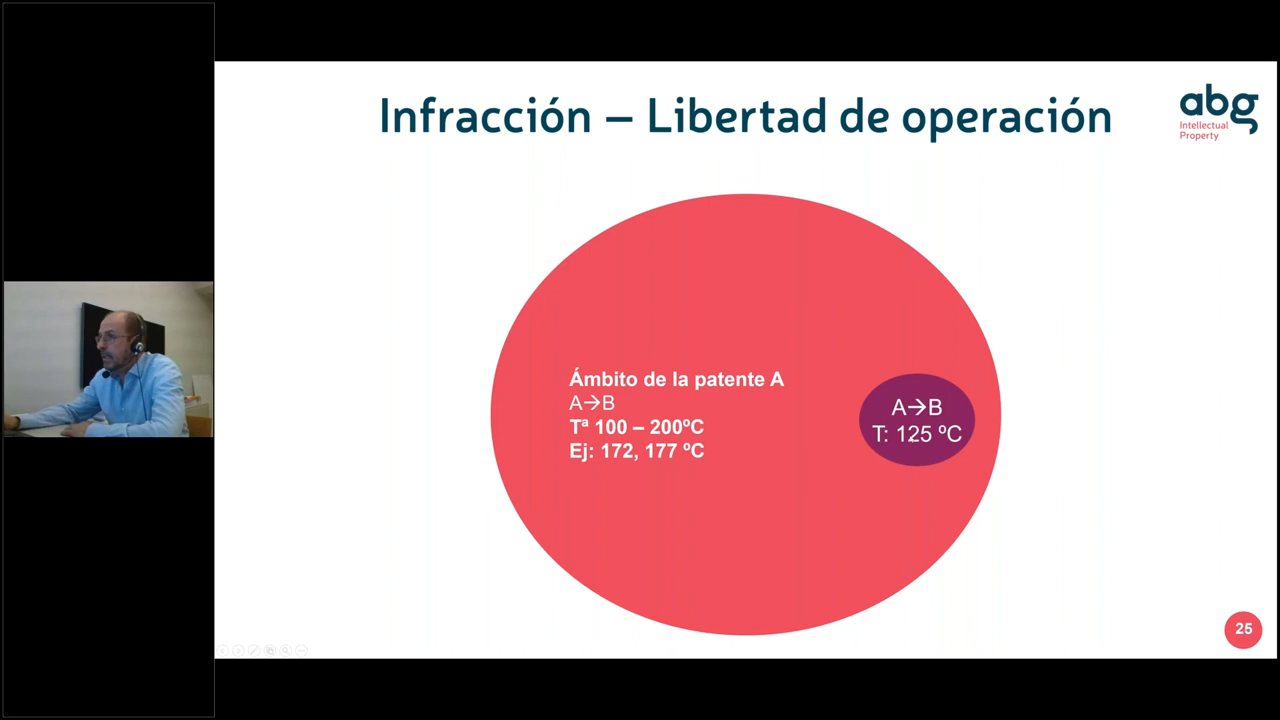 Infracción – Libertad de operación
abg
Intellectual
Property
Ámbito de la patente A
A→B
Tª 100 – 200ºC
Ej: 172, 177 ºC
A→B
T: 125 ºC
25